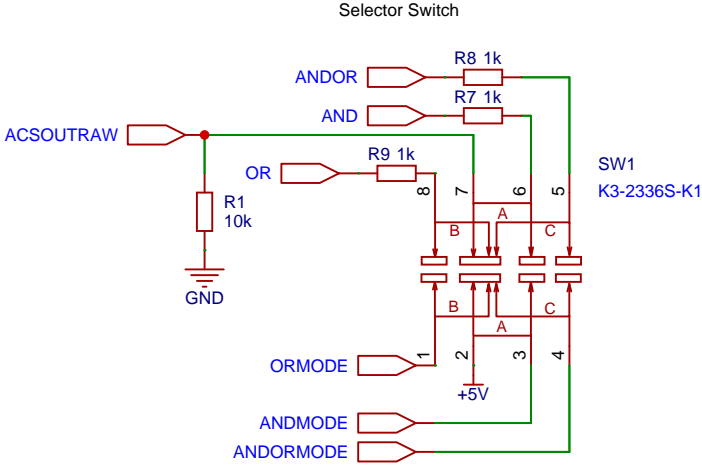 Selector Switch
R8 1k
ANDOR
R7 1k
AND
ACSOUTRAW
R9 1k
OR
SW1
K3-2336S-K1
8
7
6
5
R1
10k
A
B
C
GND
B
C
A
1
2
3
4
ORMODE
+5V
ANDMODE
ANDORMODE